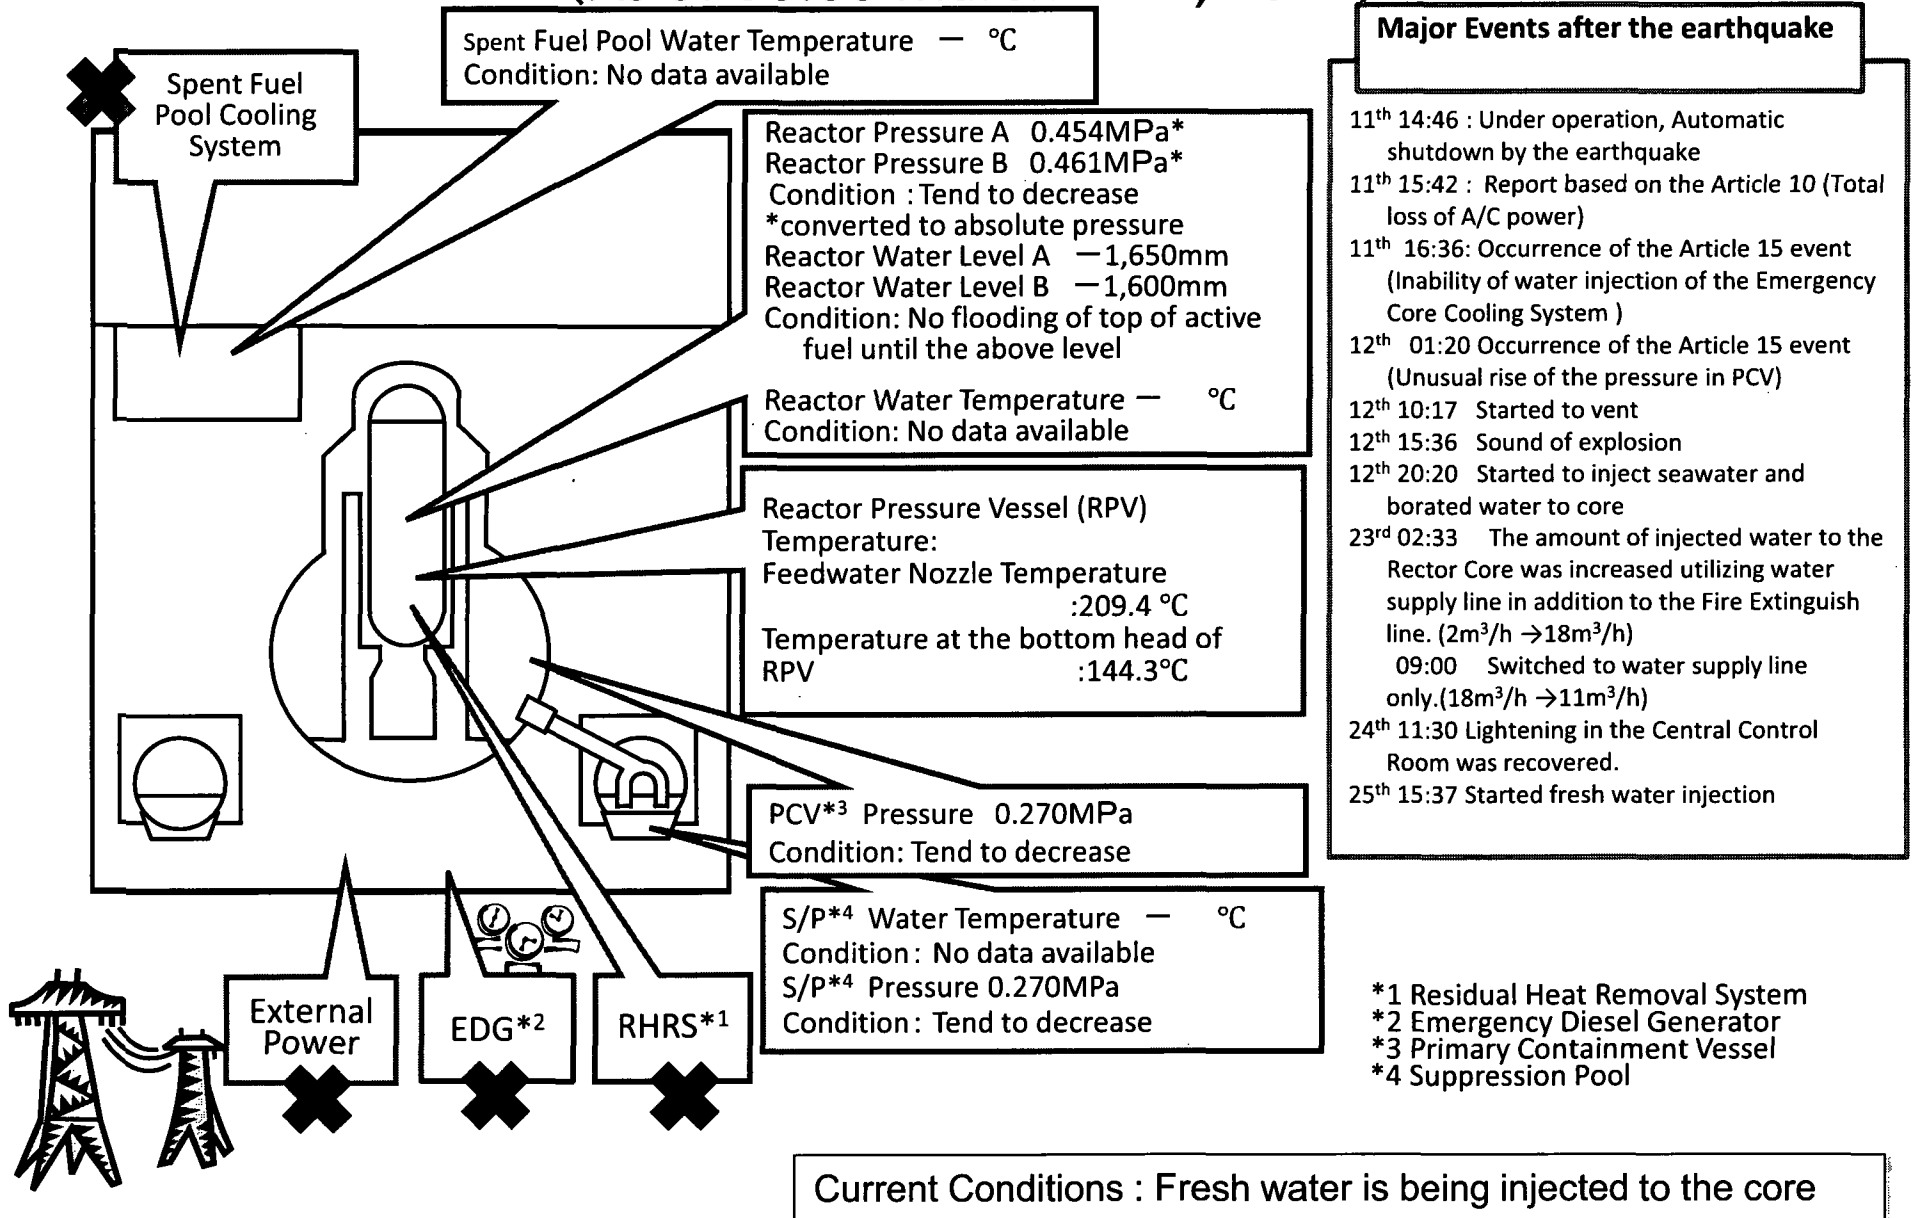 Spent Fuel Pool Water Temperature － ℃
Condition: No data available
Spent Fuel
Pool Cooling
System
Reactor Pressure A 0.454MPa*
Reactor Pressure B 0.461MPa*
Condition : Tend to decrease
*converted to absolute pressure
Reactor Water Level A －1,650mm
Reactor Water Level B －1,600mm
Condition: No flooding of top of active
fuel until the above level
Reactor Water Temperature － ℃
Condition: No data available
Reactor Pressure Vessel (RPV)
Temperature:
Feedwater Nozzle Temperature
:209.4 ℃
Temperature at the bottom head of
RPV :144.3℃
PCV*3 Pressure 0.270MPa
Condition: Tend to decrease
S/P*4 Water Temperature － ℃
Condition : No data available
S/P*4 Pressure 0.270MPa
Condition : Tend to decrease
External
Power
EDG*2
RHRS*1
Major Events after the earthquake
11th 14:46 : Under operation, Automatic
shutdown by the earthquake
11th 15:42 : Report based on the Article 10 (Total
loss of A/C power)
11th 16:36: Occurrence of the Article 15 event
(Inability of water injection of the Emergency
Core Cooling System )
12th 01:20 Occurrence of the Article 15 event
(Unusual rise of the pressure in PCV)
12th 10:17 Started to vent
12th 15:36 Sound of explosion
12th 20:20 Started to inject seawater and
borated water to core
23rd 02:33 The amount of injected water to the
Rector Core was increased utilizing water
supply line in addition to the Fire Extinguish
line. (2m³/h →18m³/h)
09:00 Switched to water supply line
only.(18m³/h →11m³/h)
24th 11:30 Lightening in the Central Control
Room was recovered.
25th 15:37 Started fresh water injection
*1 Residual Heat Removal System
*2 Emergency Diesel Generator
*3 Primary Containment Vessel
*4 Suppression Pool
Current Conditions : Fresh water is being injected to the core